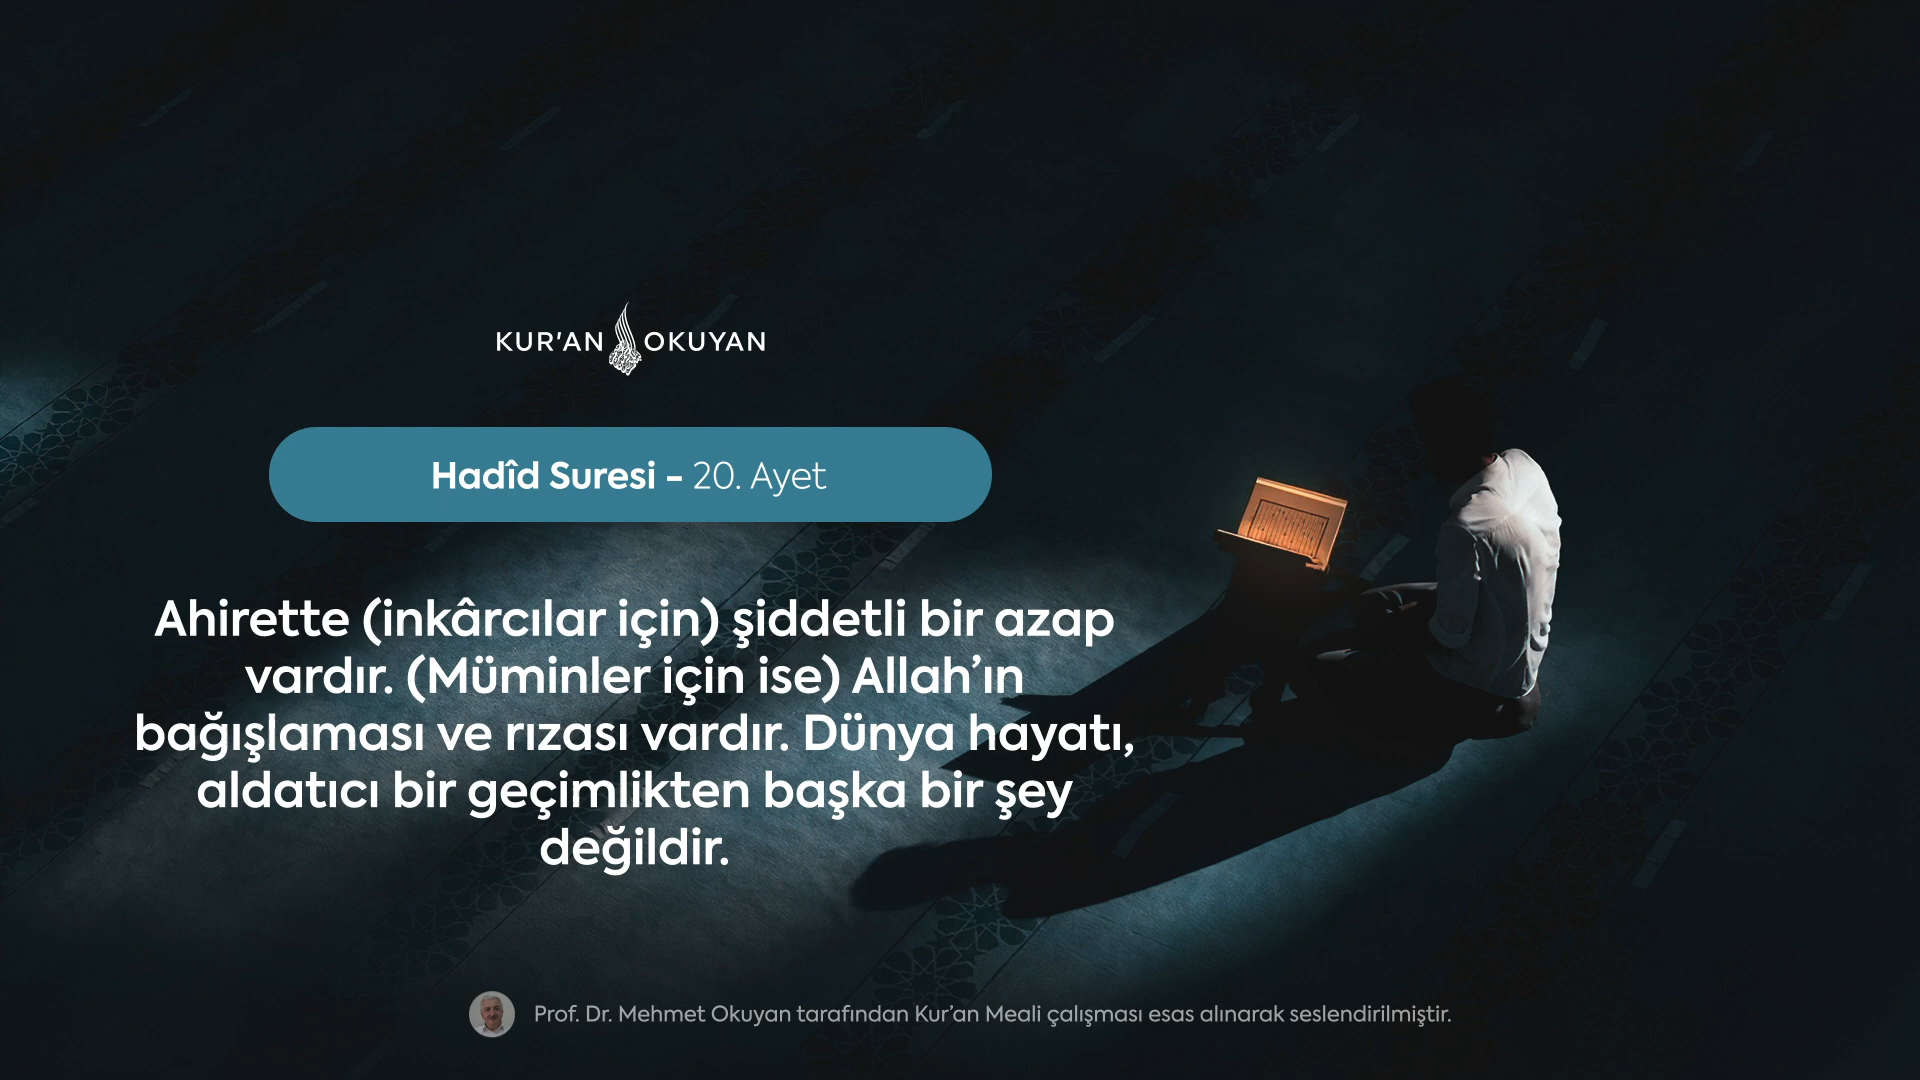 KUR'AN OKUYAN
Hadîd Suresi - 20. Ayet
Ahirette (inkârcılar için) şiddetli bir azap
vardır. (Müminler için ise) Allah’ın
bağışlaması ve rızası vardır. Dünya hayatı,
aldatıcı bir geçimlikten başka bir şey
değildir.
Prof. Dr. Mehmet Okuyan tarafından Kur’an Meali çalışması esas alınarak seslendirilmiştir.